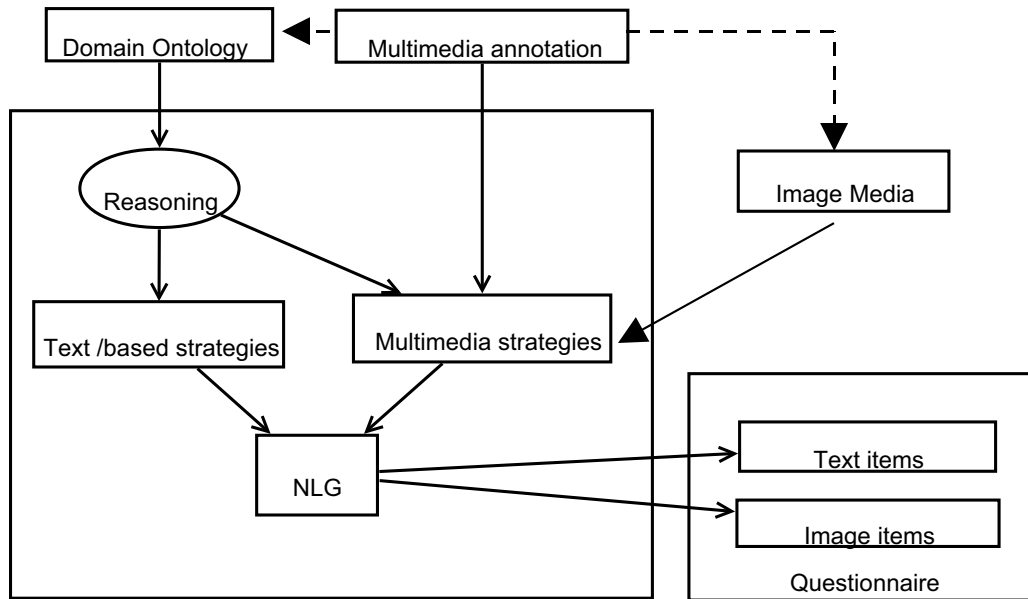 Domain Ontology
Multimedia annotation
Reasoning
Image Media
Text /based strategies
Multimedia strategies
NLG
Text items
Image items
Questionnaire